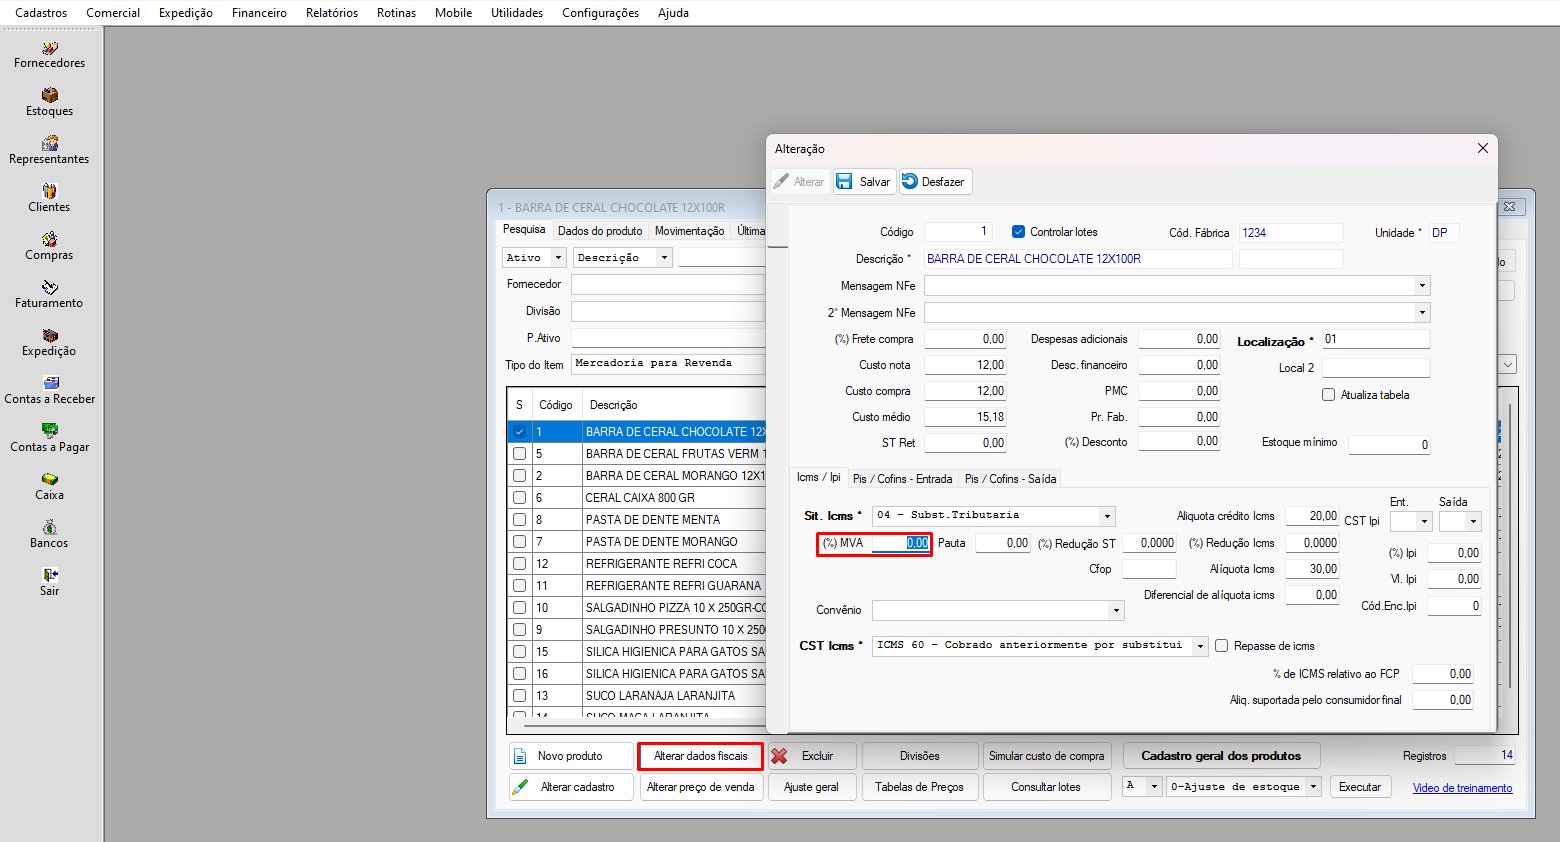 Cadastros Comercial Expedição Financeiro Relatórios Rotinas Mobile Utilidades Configurações Ajuda
Fornecedores
Estoques
Representantes
Clientes
Compras
Faturamento
Expedição
Contas a Receber
Contas a Pagar
Caixa
Bancos
Sair
1 - BARRA DE CERAL CHOCOLATE 12X100R
Pesquisa Dados do produto Movimentação Última
Ativo Descrição
Fornecedor
Divisão
P.Ativo
Tipo do Item Mercadoria para Revenda
S Código Descrição
1 BARRA DE CERAL CHOCOLATE 12X
5 BARRA DE CERAL FRUTAS VERM 1
2 BARRA DE CERAL MORANGO 12X1
6 CERAL CAIXA 800 GR
8 PASTA DE DENTE MENTA
7 PASTA DE DENTE MORANGO
12 REFRIGERANTE REFRI COCA
11 REFRIGERANTE REFRI GUARANA
10 SALGADINHO PIZZA 10 X 250GR-CO
9 SALGADINHO PRESUNTO 10 X 250G
15 SILICA HIGIENICA PARA GATOS SA
16 SILICA HIGIENICA PARA GATOS SA
13 SUCO LARANAJA LARANJITA
14 SUCO MACA LARANJITA
Novo produto Alterar dados fiscais Excluir Divisões Simular custo de compra Cadastro geral dos produtos Registros 14
Alterar cadastro Alterar preço de venda Ajuste geral Tabelas de Preços Consultar lotes A 0-Ajuste de estoque Executar Video de treinamento
Alteração
Alterar Salvar Desfazer
Código 1 Controlar lotes Cód. Fábrica 1234 Unidade * DP
Descrição * BARRA DE CERAL CHOCOLATE 12X100R
Mensagem NFe
2° Mensagem NFe
(%) Frete compra 0,00 Despesas adicionais 0,00 Localização * 01
Custo nota 12,00 Desc. financeiro 0,00 Local 2
Custo compra 12,00 PMC 0,00 Atualiza tabela
Custo médio 15,18 Pr. Fab. 0,00
ST Ret 0,00 (%) Desconto 0,00 Estoque mínimo 0
Icms / Ipi Pis / Cofins - Entrada Pis / Cofins - Saída
Ent. Saída
Sit. Icms * 04 - Subst.Tributaria Aliquota crédito Icms 20,00 CST Ipi
(%) MVA 0,00 Pauta 0,00 (%) Redução ST 0,0000 (%) Redução Icms 0,0000 (%) Ipi 0,00
Cfop Alíquota Icms 30,00 Vl. Ipi 0,00
Diferencial de alíquota icms 0,00 Cód.Enc.Ipi 0
Convênio
CST Icms * ICMS 60 - Cobrado anteriormente por substitui Repasse de icms
% de ICMS relativo ao FCP 0,00
Aliq. suportada pelo consumidor final 0,00